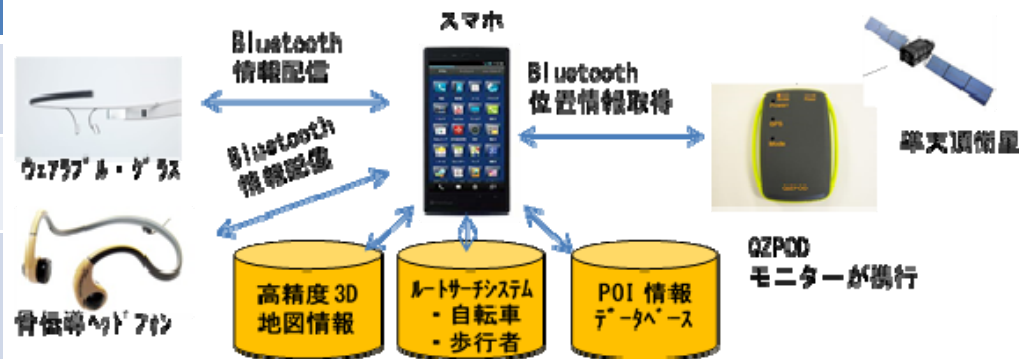 スマホ
Bluetooth
情報配信
Bluetooth
位置情報取得
Bluetooth
情報配信
ウェアラブル・グラス
準天頂衛星
QZPOD
モニターが携行
骨伝導ヘッドフォン
高精度 3D
地図情報
ルートサーチシステム
・自転車
・歩行者
POI 情報
データベース
GPS
Mode
QZPOD